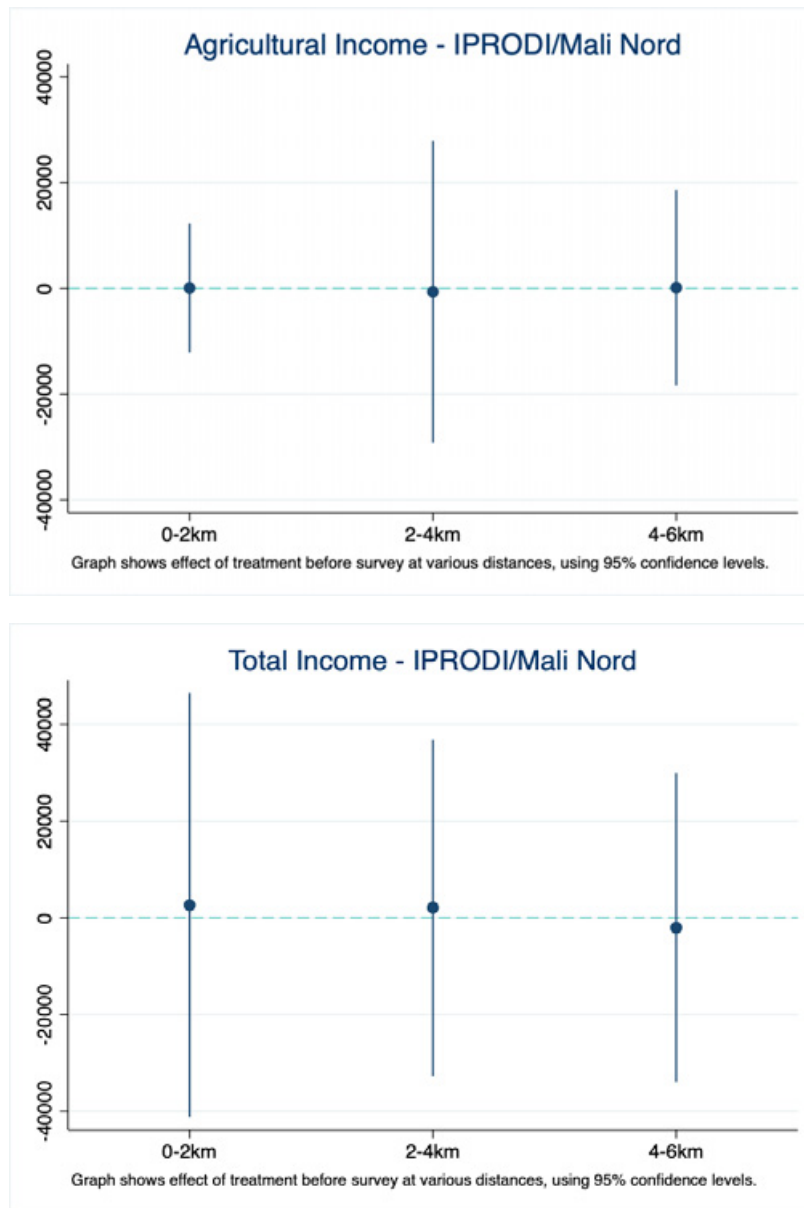 Agricultural Income - IPRODI/Mali Nord
40000
20000
0
-20000
-40000
0-2km 2-4km 4-6km
Graph shows effect of treatment before survey at various distances, using 95% confidence levels.
Total Income - IPRODI/Mali Nord
40000
20000
0
-20000
-40000
0-2km 2-4km 4-6km
Graph shows effect of treatment before survey at various distances, using 95% confidence levels.